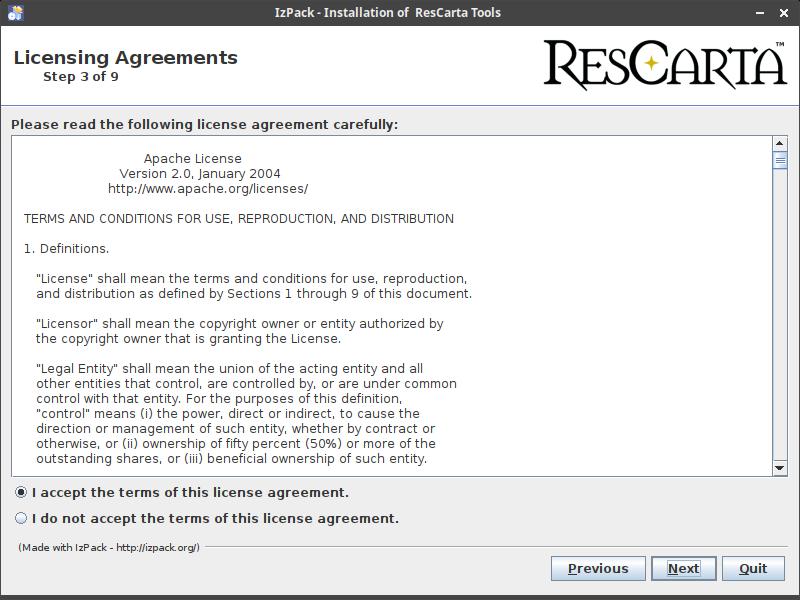 IzPack - Installation of ResCarta Tools
Licensing Agreements
Step 3 of 9
RESCARTA™
Please read the following license agreement carefully:
Apache License
Version 2.0, January 2004
http://www.apache.org/licenses/
TERMS AND CONDITIONS FOR USE, REPRODUCTION, AND DISTRIBUTION
1. Definitions.
"License" shall mean the terms and conditions for use, reproduction,
and distribution as defined by Sections 1 through 9 of this document.
"Licensor" shall mean the copyright owner or entity authorized by
the copyright owner that is granting the License.
"Legal Entity" shall mean the union of the acting entity and all
other entities that control, are controlled by, or are under common
control with that entity. For the purposes of this definition,
"control" means (i) the power, direct or indirect, to cause the
direction or management of such entity, whether by contract or
otherwise, or (ii) ownership of fifty percent (50%) or more of the
outstanding shares, or (iii) beneficial ownership of such entity.
I accept the terms of this license agreement.
I do not accept the terms of this license agreement.
(Made with IzPack - http://izpack.org/)
Previous
Next
Quit